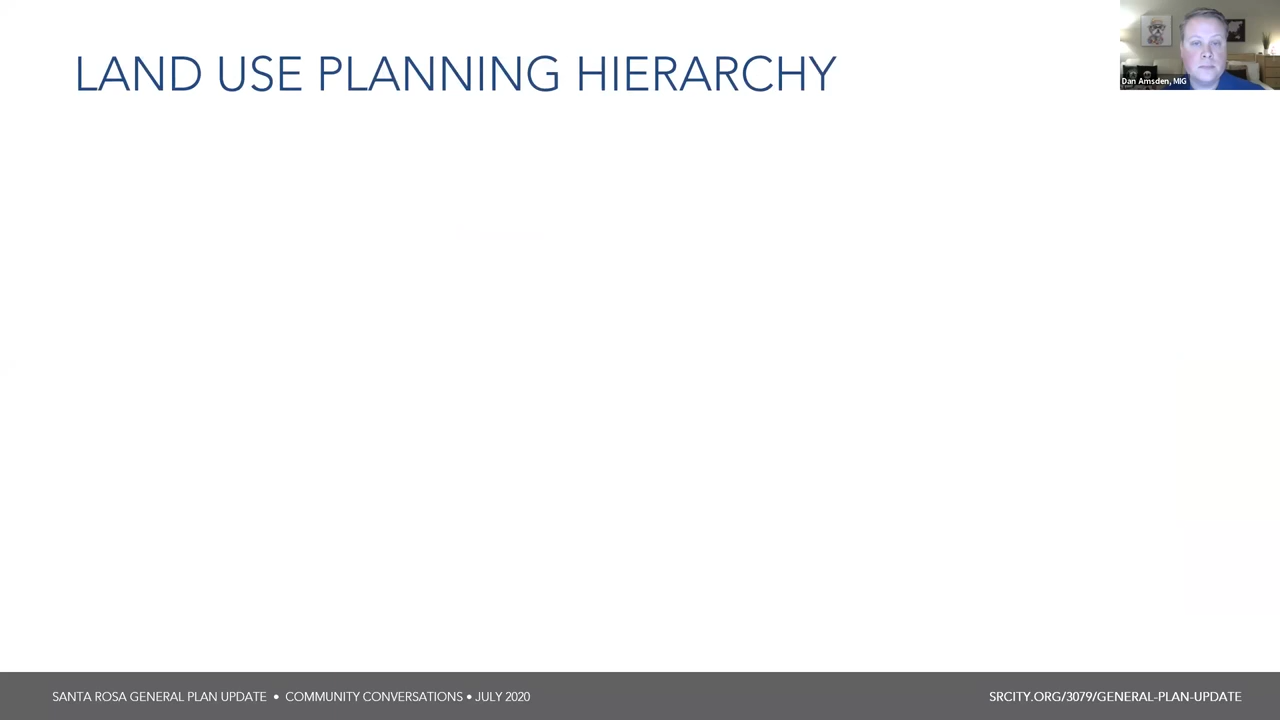 LAND USE PLANNING HIERARCHY
Dan Amsden, MIG
SANTA ROSA GENERAL PLAN UPDATE • COMMUNITY CONVERSATIONS • JULY 2020
SRCITY.ORG/3079/GENERAL-PLAN-UPDATE